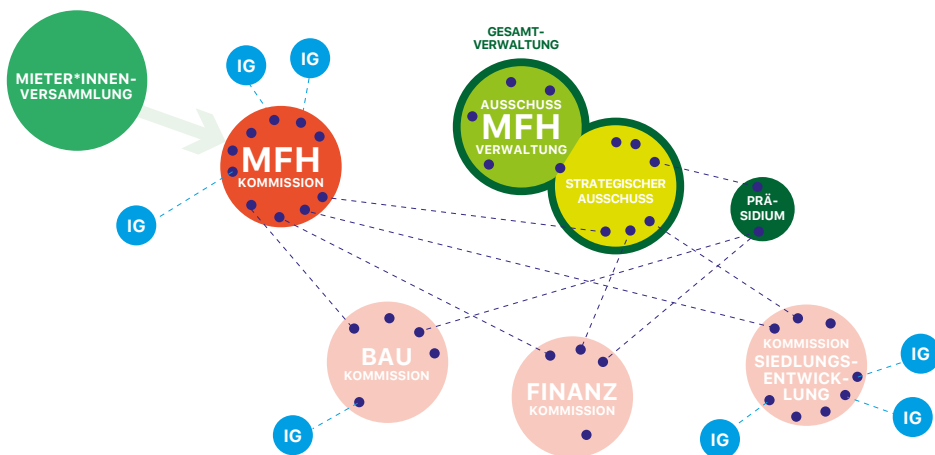 MIETER*INNEN-
VERSAMMLUNG
IG
IG
GESAMT-
VERWALTUNG
AUSSCHUSS
MFH
VERWALTUNG
MFH
KOMMISSION
STRATEGISCHER
AUSSCHUSS
PRÄ-
SIDIUM
IG
BAU
KOMMISSION
FINANZ
KOMMISSION
KOMMISSION
SIEDLUNGS-
ENTWICK-
LUNG
IG
IG
IG
IG